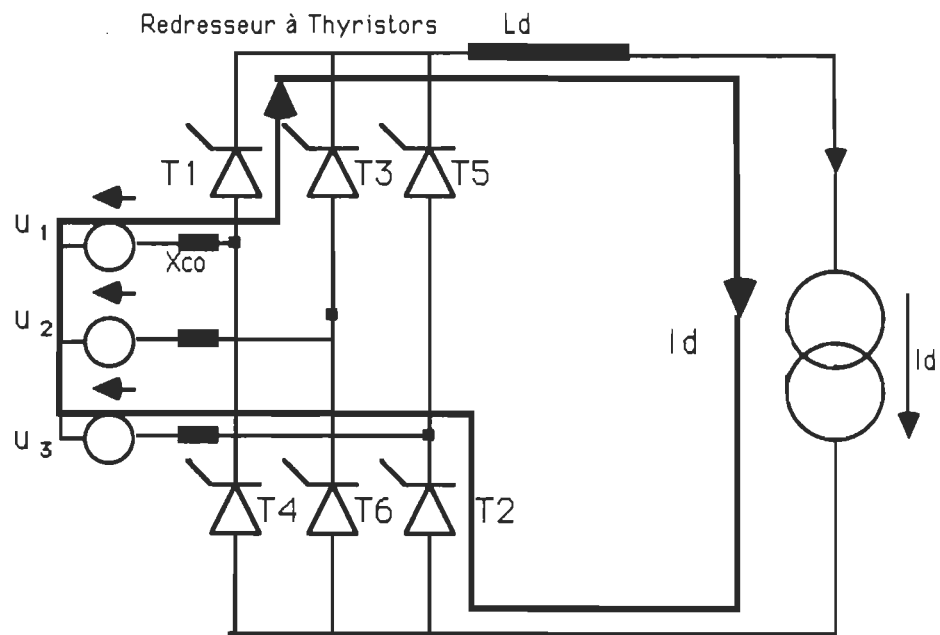 Redresseur à Thyristors
Ld
T1
T3
T5
u 1
Xco
u 2
Id
Id
u 3
T4
T6
T2